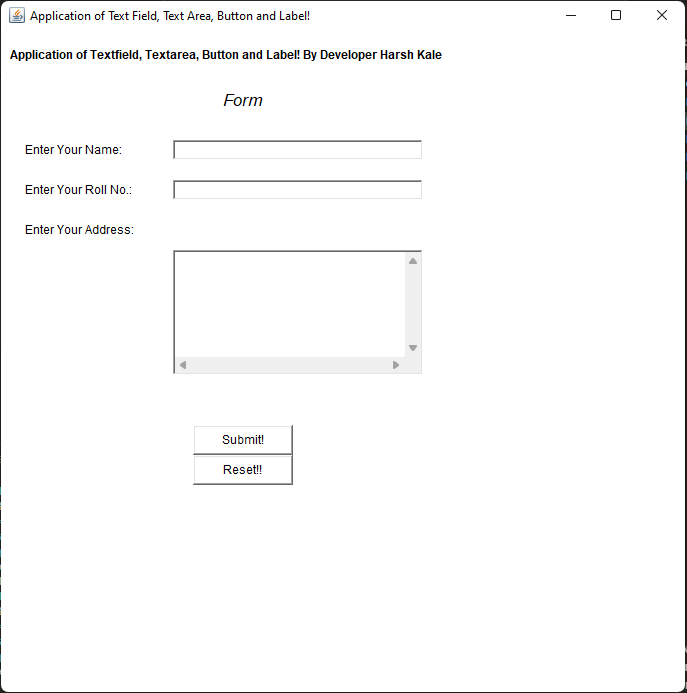 Application of Text Field, Text Area, Button and Label!
Application of Textfield, Textarea, Button and Label! By Developer Harsh Kale
Form
Enter Your Name:
Enter Your Roll No.:
Enter Your Address:
Submit!
Reset!!